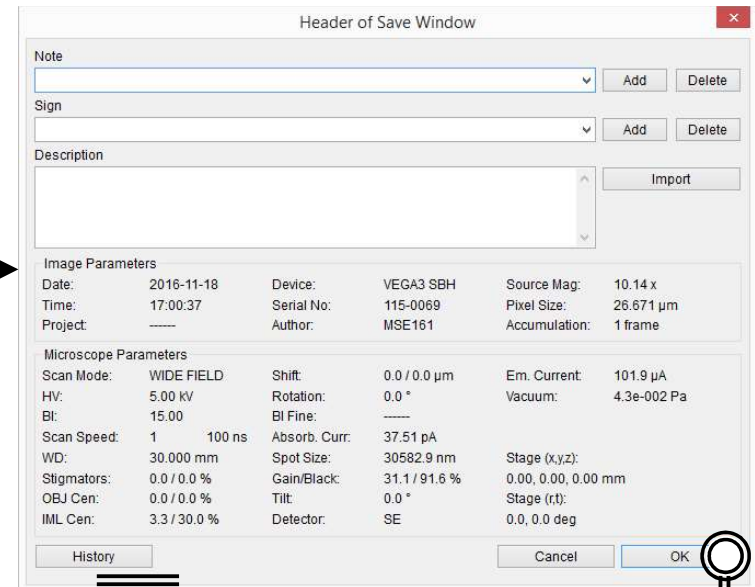 Header of Save Window
Note
Add Delete
Sign
Add Delete
Description
Import
Image Parameters
Date: 2016-11-18 Device: VEGA3 SBH Source Mag: 10.14 x
Time: 17:00:37 Serial No: 115-0069 Pixel Size: 26.671 µm
Project: ------ Author: MSE161 Accumulation: 1 frame
Microscope Parameters
Scan Mode: WIDE FIELD Shift: 0.0 / 0.0 µm Em. Current: 101.9 µA
HV: 5.00 kV Rotation: 0.0 ° Vacuum: 4.3e-002 Pa
BI: 15.00 BI Fine: ------
Scan Speed: 1 100 ns Absorb. Curr: 37.51 pA
WD: 30.000 mm Spot Size: 30582.9 nm Stage (x,y,z):
Stigmators: 0.0 / 0.0 % Gain/Black: 31.1 / 91.6 % 0.00, 0.00, 0.00 mm
OBJ Cen: 0.0 / 0.0 % Tilt: 0.0 ° Stage (r,t):
IML Cen: 3.3 / 30.0 % Detector: SE 0.0, 0.0 deg
History Cancel OK